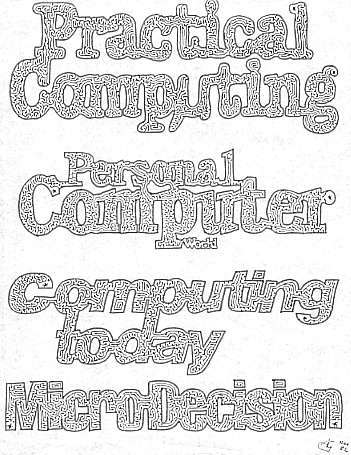 Practical
Computing
Personal
Computer
World
Computing
today
MicroDecision